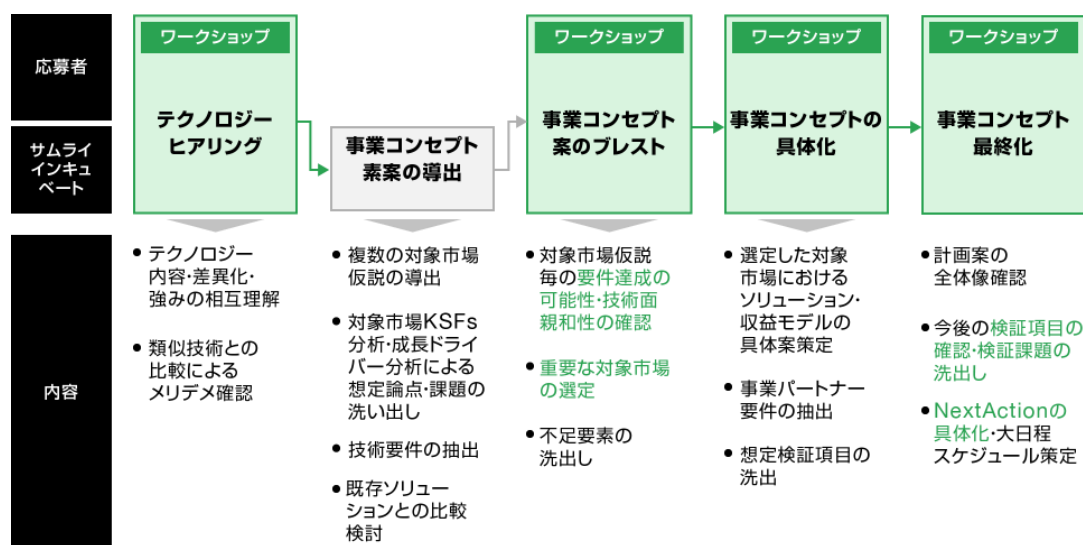 応募者
サムライ
インキュ
ベート
内容
ワークショップ
テクノロジー
ヒアリング
事業コンセプト
素案の導出
ワークショップ
事業コンセプト
案のブレスト
ワークショップ
事業コンセプトの
具体化
ワークショップ
事業コンセプト
最終化
• テクノロジー
内容・差異化・
強みの相互理解
• 類似技術との
比較による
メリデメ確認
• 複数の対象市場
仮説の導出
• 対象市場KSFs
分析・成長ドライ
バー分析による
想定論点・課題の
洗い出し
• 技術要件の抽出
• 既存ソリュー
ションとの比較
検討
• 対象市場仮説
毎の要件達成の
可能性・技術面
親和性の確認
• 重要な対象市場
の選定
• 不足要素の
洗出し
• 選定した対象
市場における
ソリューション・
収益モデルの
具体案策定
• 事業パートナー
要件の抽出
• 想定検証項目の
洗出
• 計画案の
全体像確認
• 今後の検証項目の
確認・検証課題の
洗出し
• NextActionの
具体化・大日程
スケジュール策定